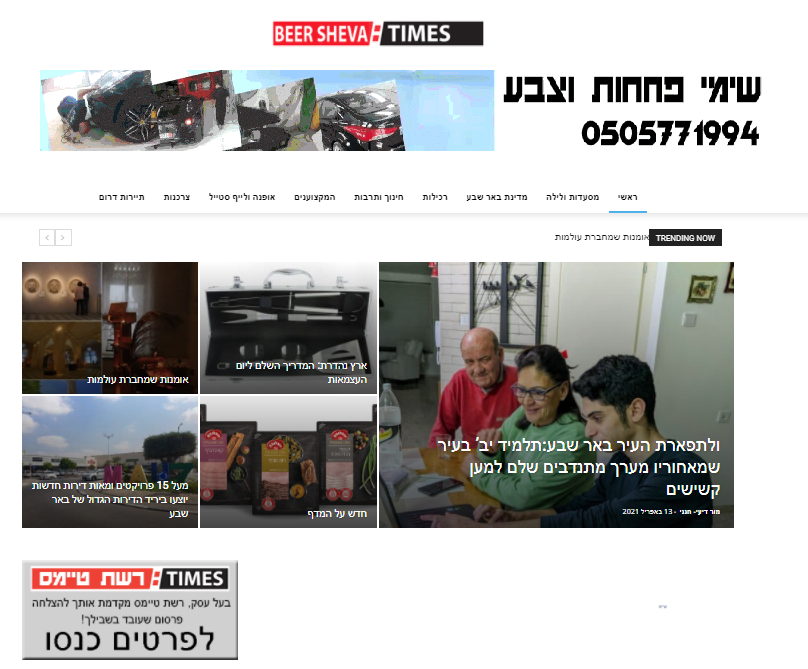 BEER SHEVA : TIMES
שימי פחחות וצבע
0505771994
ראשי
מסעדות ולילה
מדינת באר שבע
רכילות
חינוך ותרבות
המקצוענים
אופנה ולייף סטייל
צרכנות
תיירות דרום
TRENDING NOW
אומנות שמחברת עולמות
ולתפארת העיר באר שבע:תלמיד יב' בעיר
שמאחוריו מערך מתנדבים שלם למען
קשישים
- 13 באפריל 2021
ארץ נהדרת: המדריך השלם ליום
העצמאות
אומנות שמחברת עולמות
חדש על המדף
מעל 15 פרויקטים ומאות דירות חדשות
יוצעו ביריד הדירות הגדול של באר
שבע
רשת טיימס : TIMES
בעל עסק, רשת טיימס מקדמת אותך להצלחה
פרסום שעובד בשבילך!
לפרטים כנסו